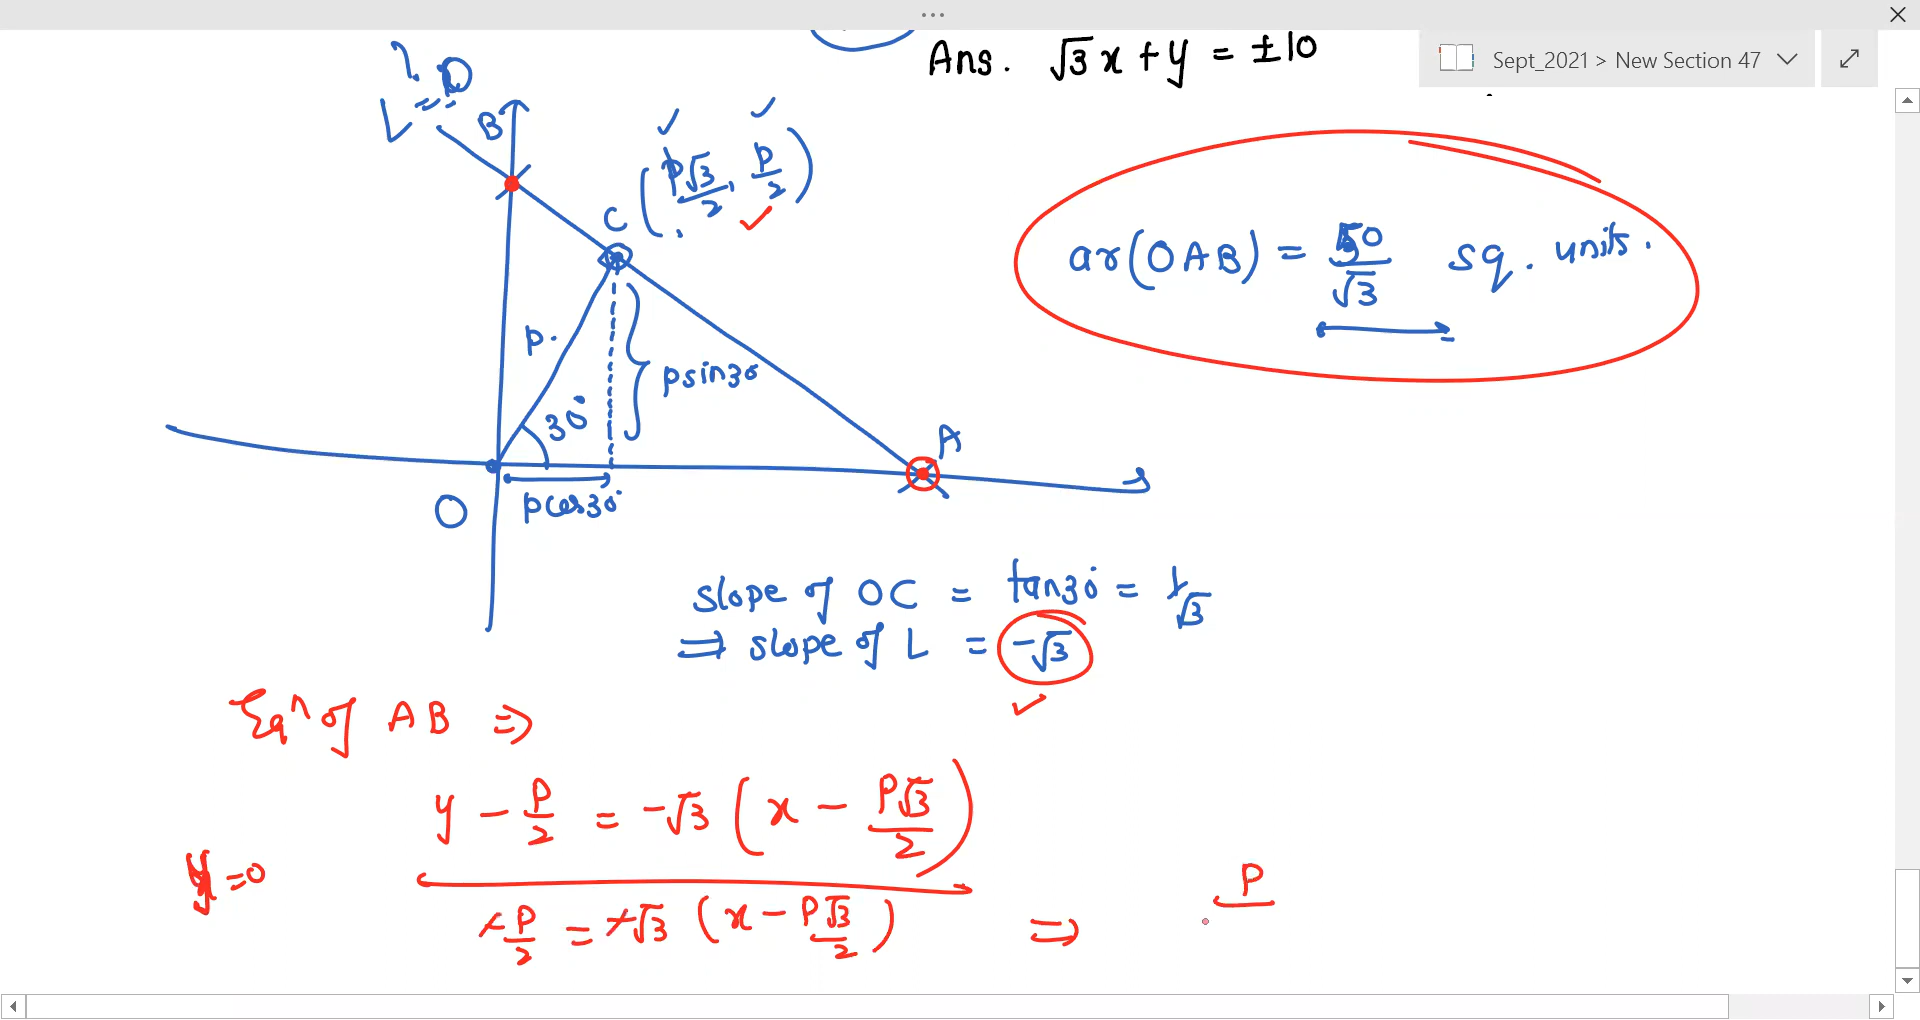 Ans. √3 x + y = ±10
Sept_2021 > New Section 47
L = 0
B
C (p√3/2, p/2)
ar(OAB) = 50/√3 sq. units.
p.
psin30
30°
A
O
pcos30°
slope of OC = tan30° = 1/√3
⇒ slope of L = -√3
Eqⁿ of AB ⇒
y - P/2 = -√3 (x - P√3/2)
y = 0
-P/2 = -√3 (x - P√3/2) ⇒ P